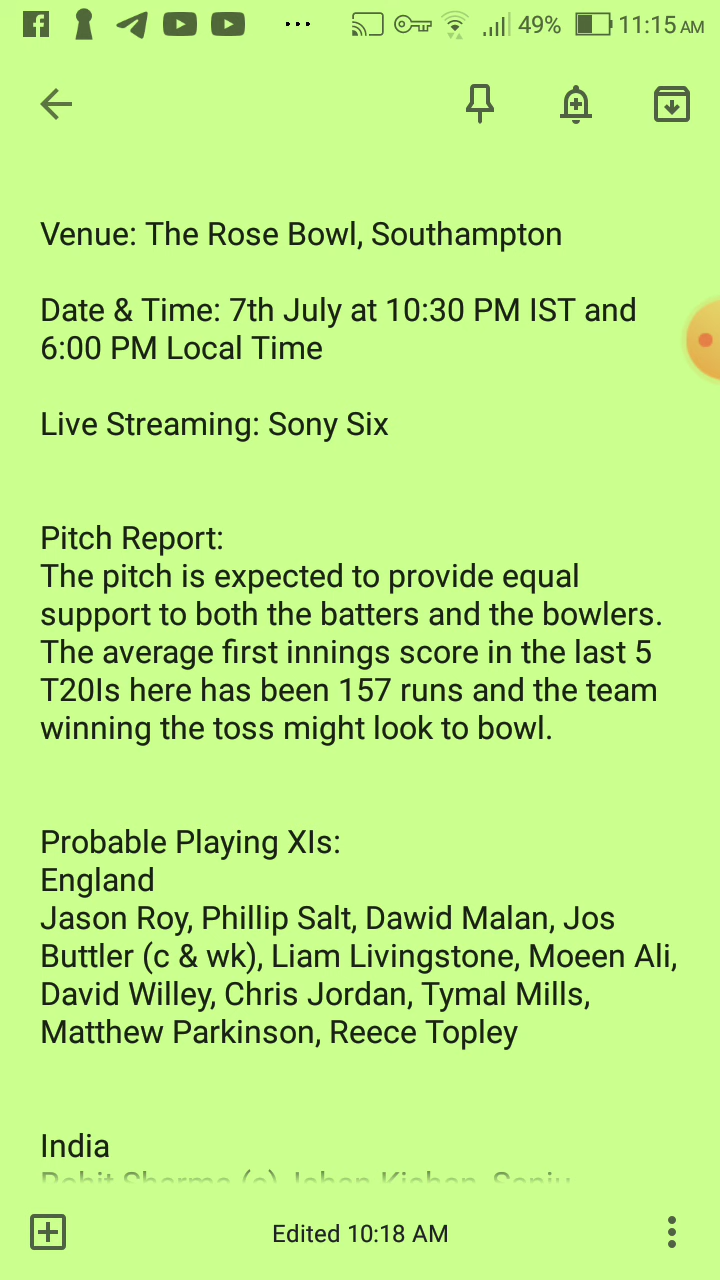 49% 11:15 AM
Venue: The Rose Bowl, Southampton
Date & Time: 7th July at 10:30 PM IST and
6:00 PM Local Time
Live Streaming: Sony Six
Pitch Report:
The pitch is expected to provide equal
support to both the batters and the bowlers.
The average first innings score in the last 5
T20Is here has been 157 runs and the team
winning the toss might look to bowl.
Probable Playing XIs:
England
Jason Roy, Phillip Salt, Dawid Malan, Jos
Buttler (c & wk), Liam Livingstone, Moeen Ali,
David Willey, Chris Jordan, Tymal Mills,
Matthew Parkinson, Reece Topley
India
Rohit Sharma (c), Ishan Kishan, Sanju
Edited 10:18 AM